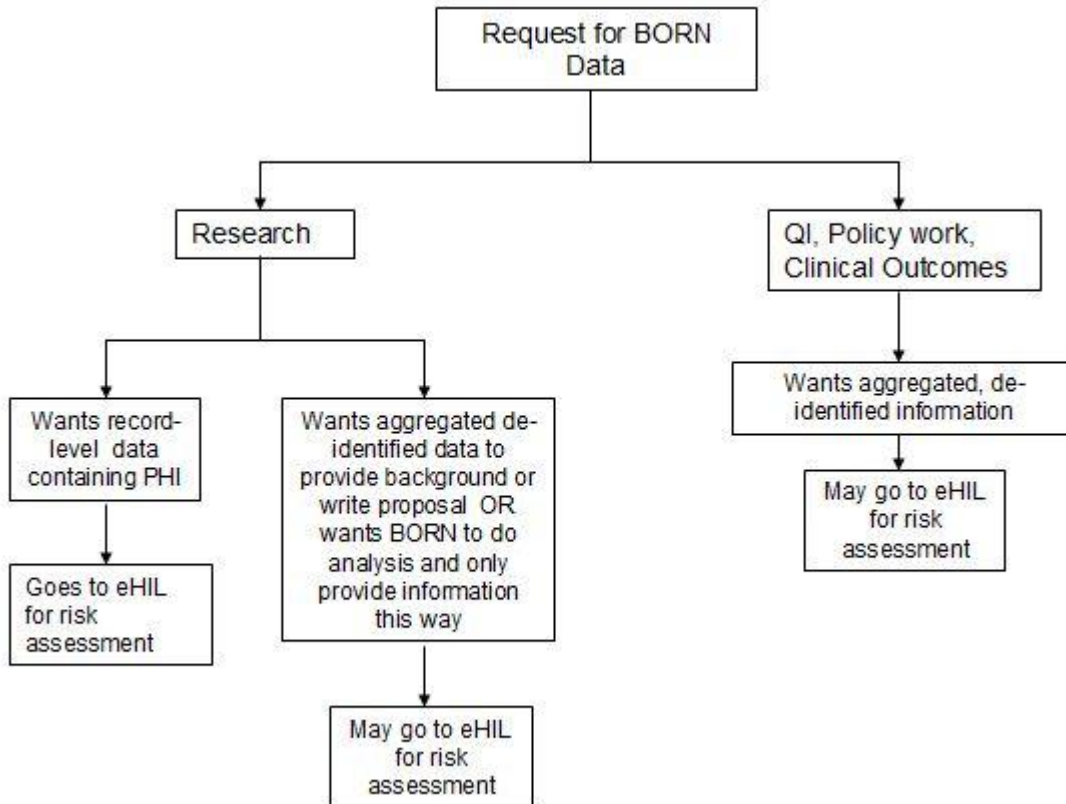 Request for BORN
Data
Research
QI, Policy work,
Clinical Outcomes
Wants record-
level data
containing PHI
Goes to eHIL
for risk
assessment
Wants aggregated de-
identified data to
provide background or
write proposal OR
wants BORN to do
analysis and only
provide information
this way
May go to eHIL
for risk
assessment
Wants aggregated, de-
identified information
May go to eHIL
for risk
assessment